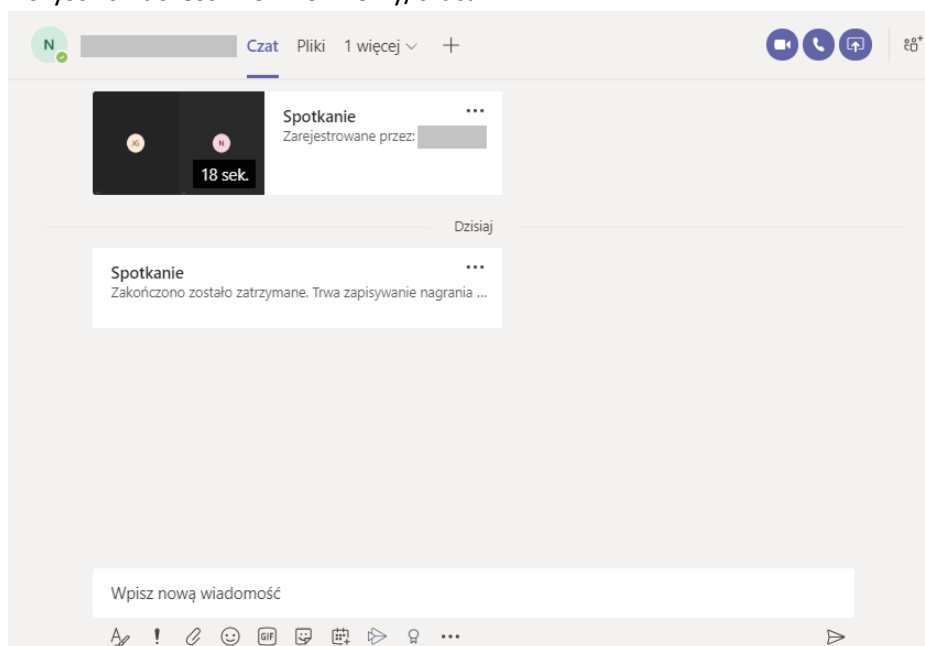 N Czat Pliki 1 więcej
Spotkanie
Zarejestrowane przez:
JG N
18 sek.
Dzisiaj
Spotkanie
Zakończono zostało zatrzymane. Trwa zapisywanie nagrania ...
Wpisz nową wiadomość
GIF